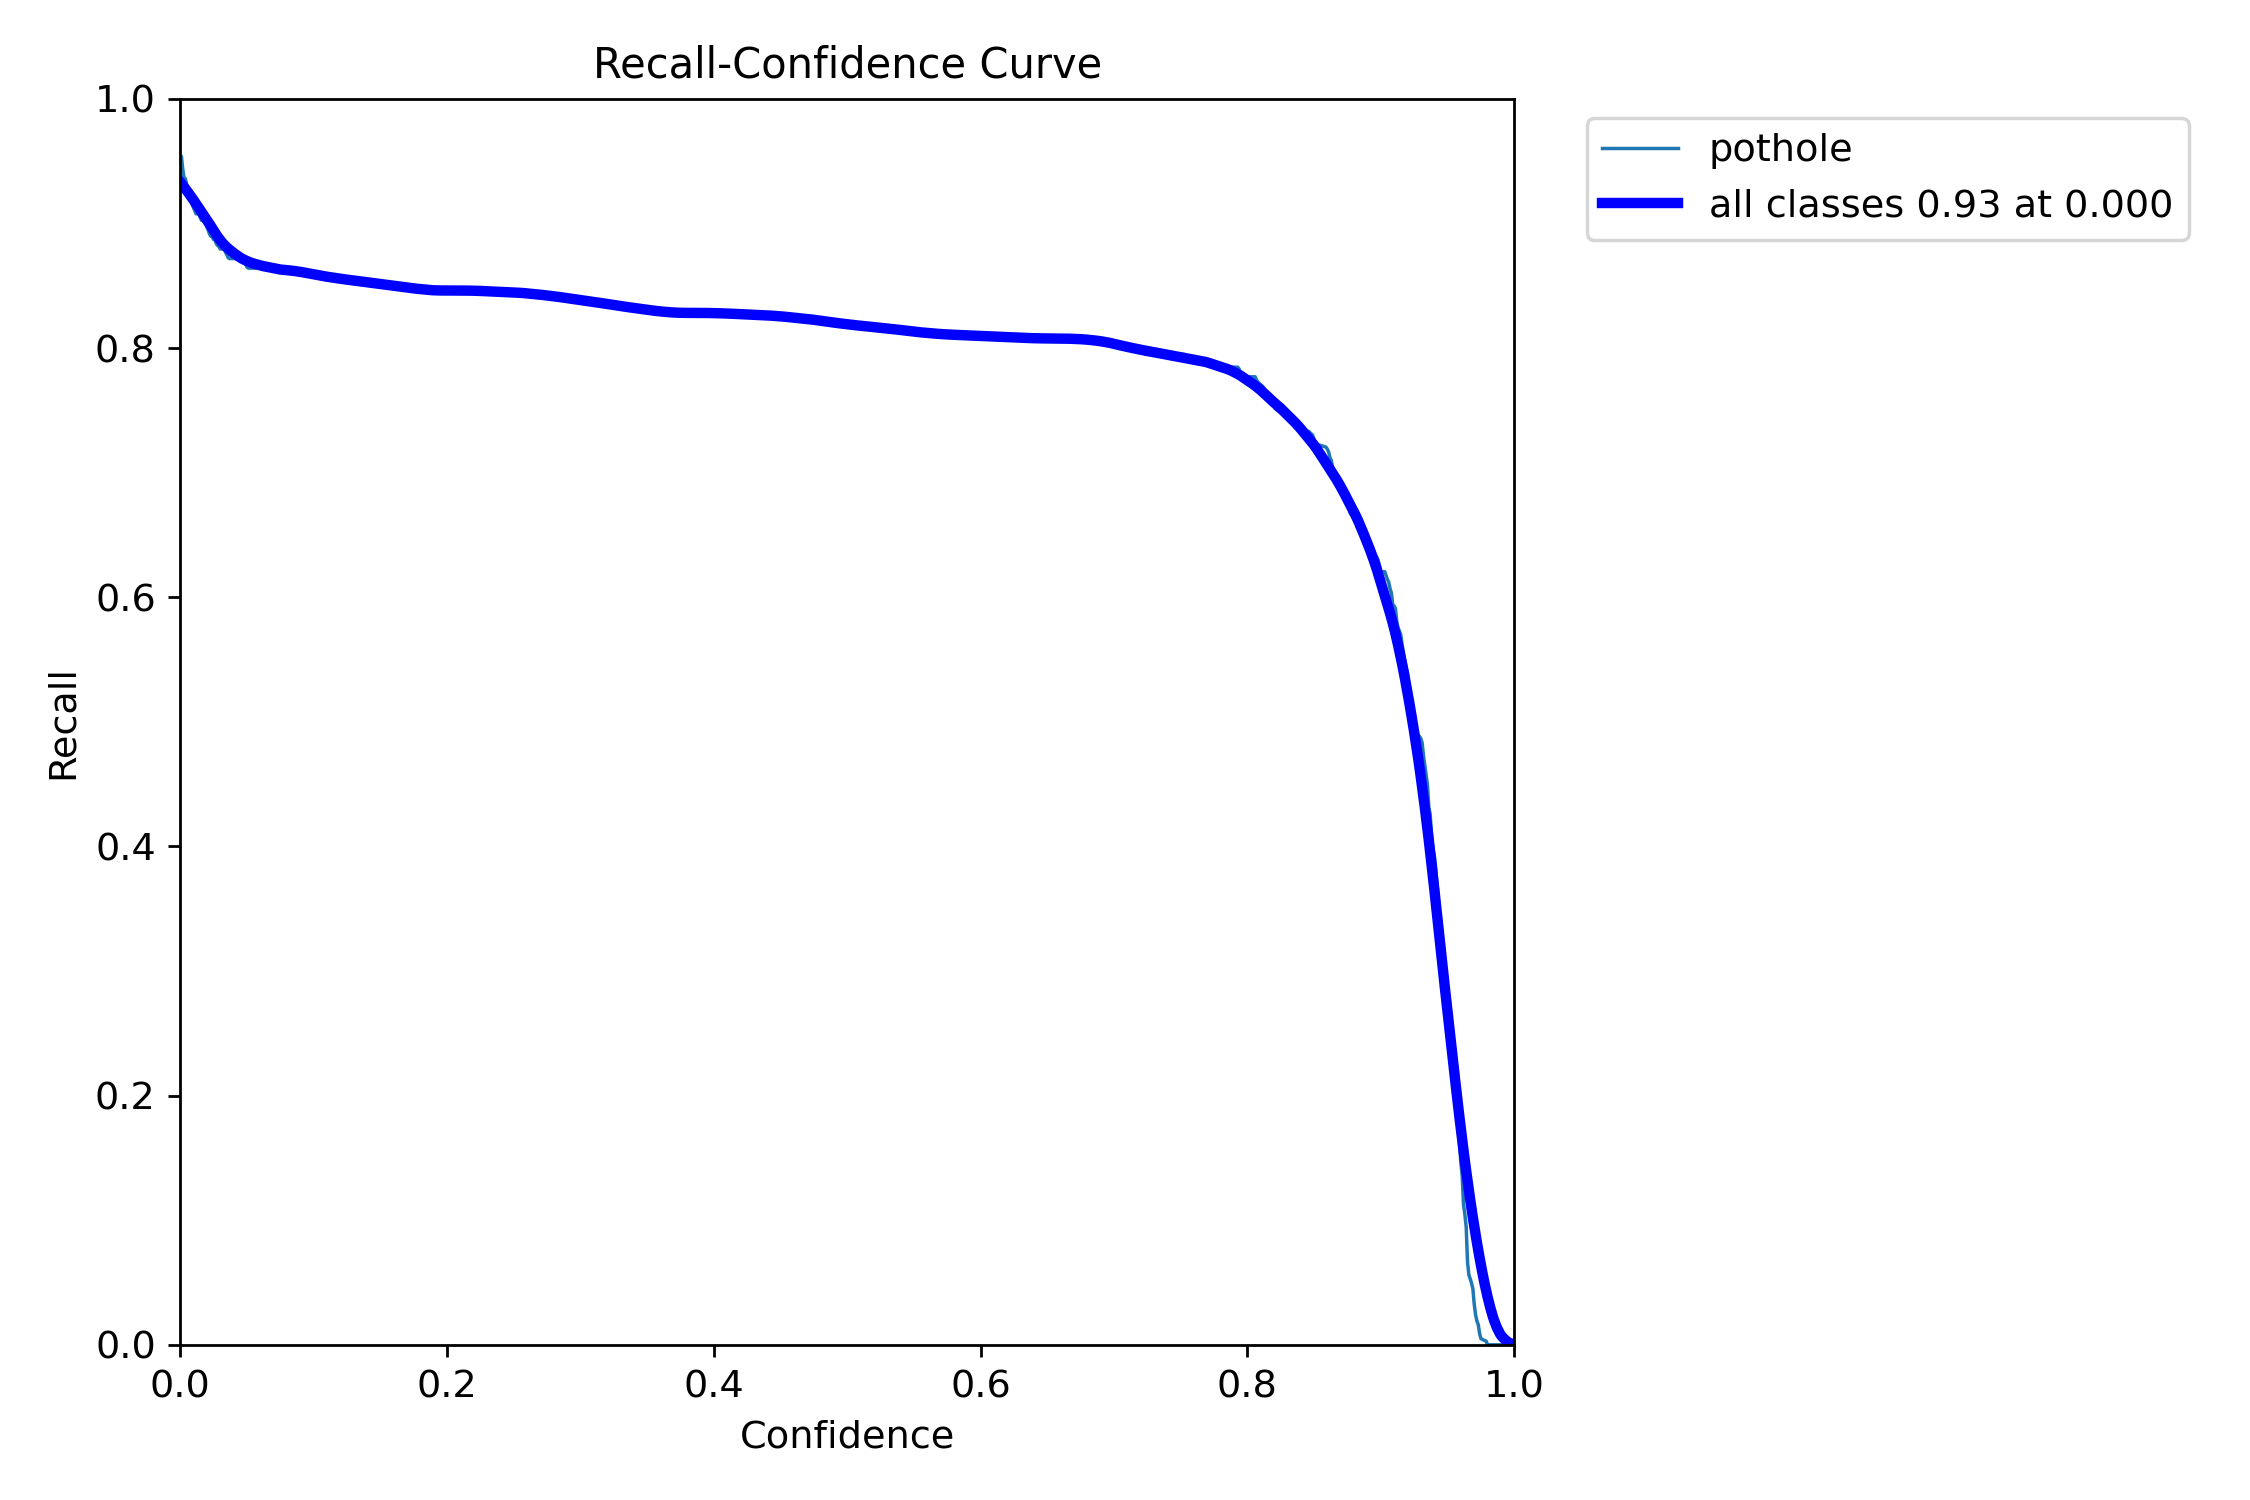 Recall-Confidence Curve
1.0
0.8
0.6
0.4
0.2
0.0
Recall
0.0 0.2 0.4 0.6 0.8 1.0
Confidence
pothole
all classes 0.93 at 0.000